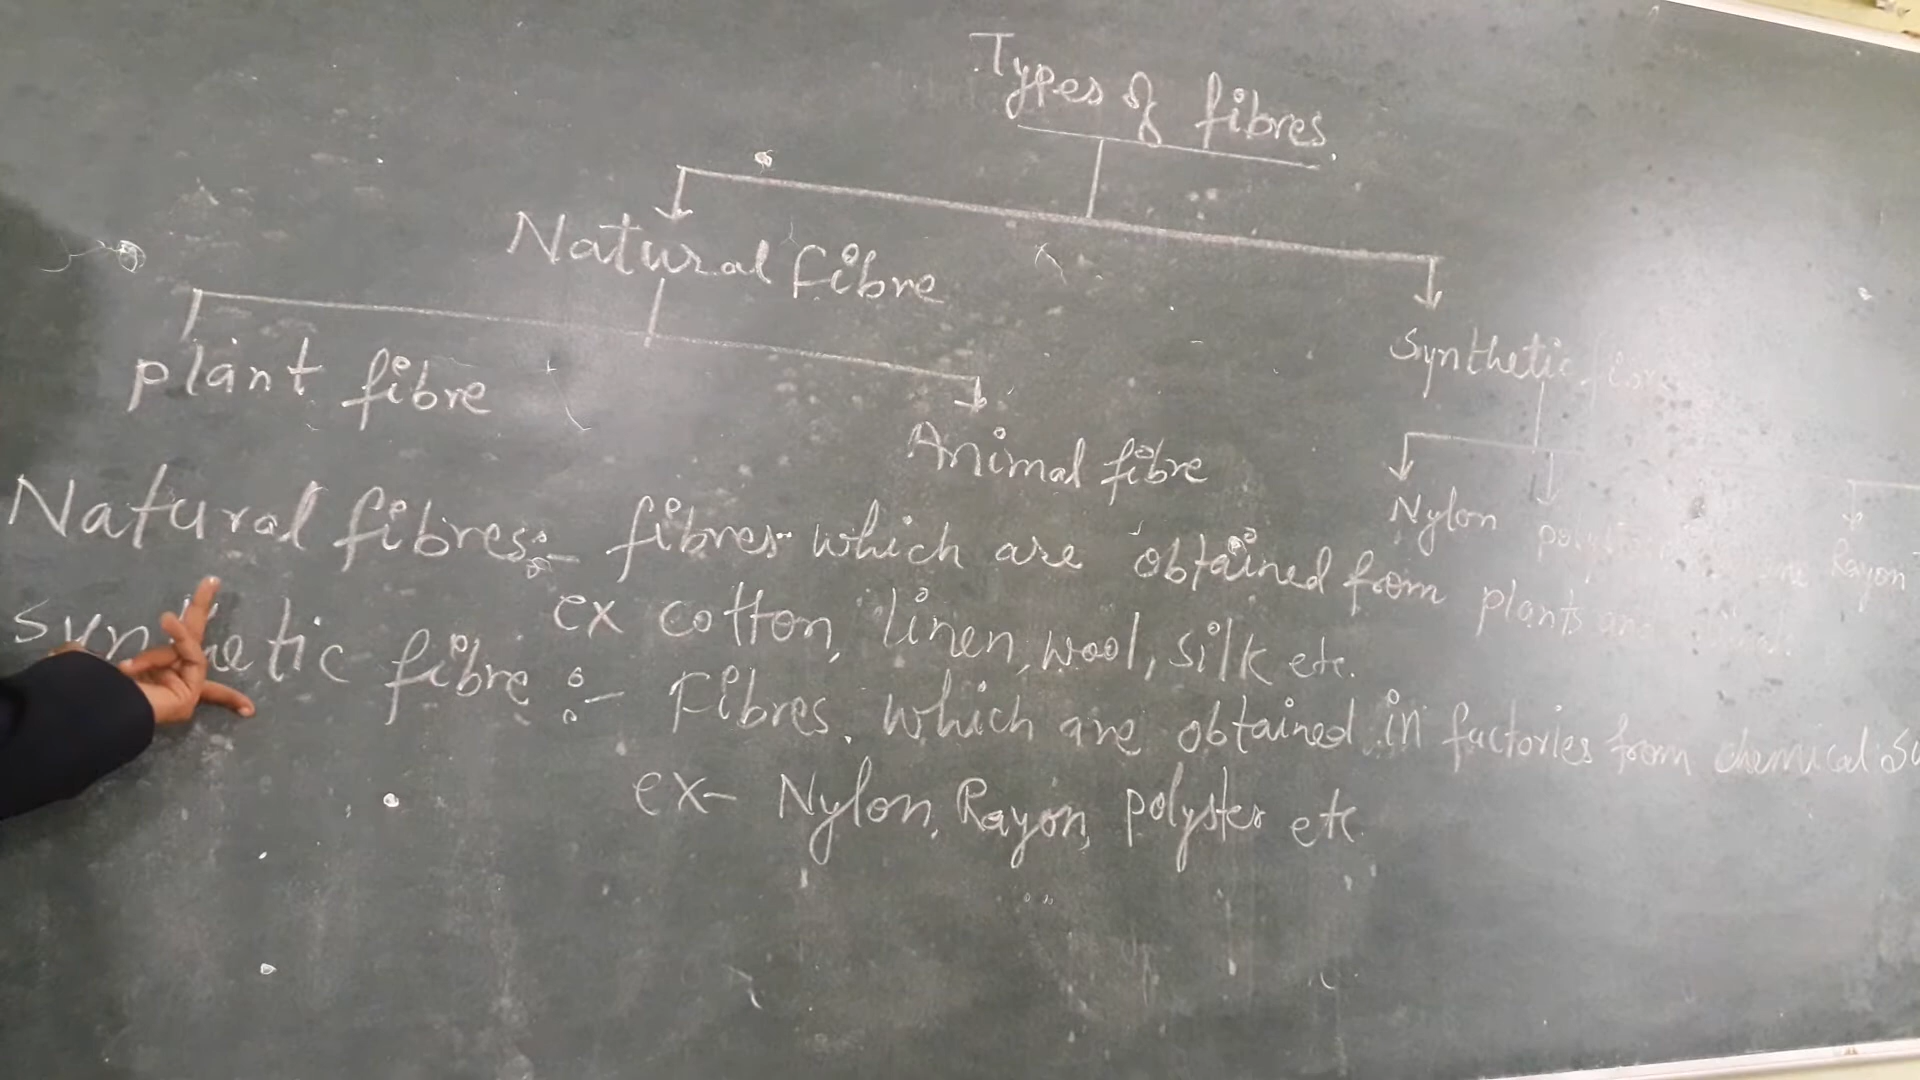 Types of fibres.
Natural fibre
Synthetic
plant fibre
Animal fibre
Nylon
Rayon
Natural fibres:- fibres which are obtained from plants
ex cotton, linen, wool, silk etc.
Synthetic fibre :- Fibres which are obtained in factories from chemical
ex- Nylon, Rayon, polyster etc